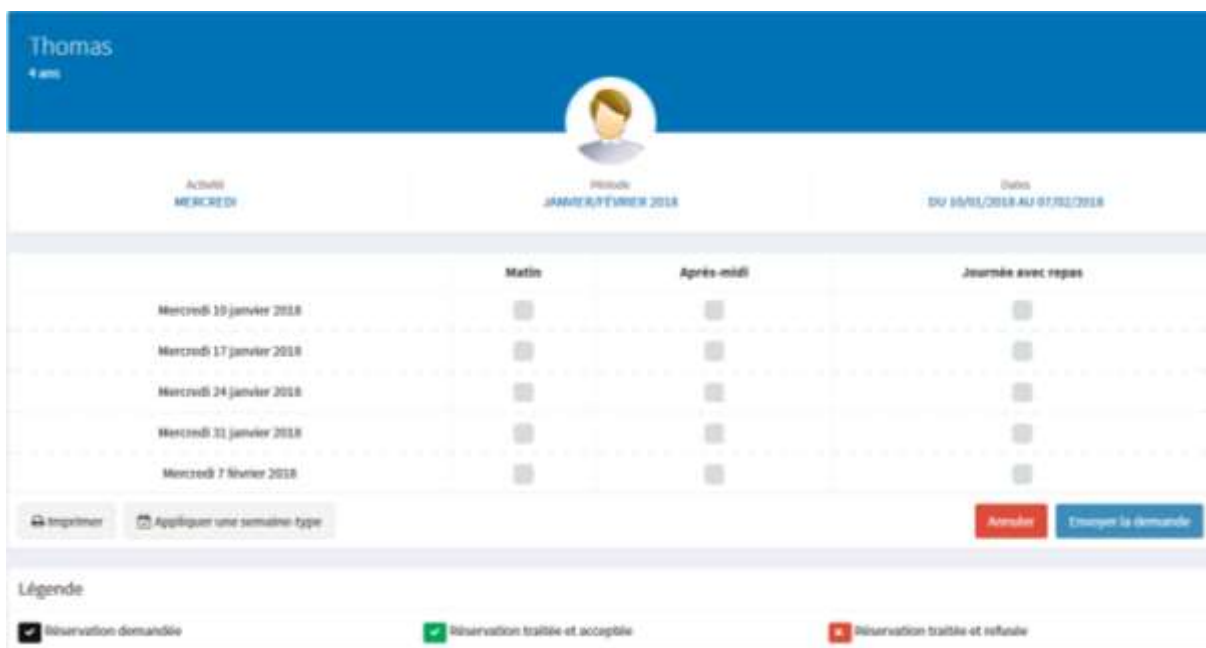 Thomas
4 ans
Activité Période Dates
MERCREDI JANVIER/FÉVRIER 2018 DU 10/01/2018 AU 07/02/2018
Matin Après-midi Journée avec repas
Mercredi 10 janvier 2018
Mercredi 17 janvier 2018
Mercredi 24 janvier 2018
Mercredi 31 janvier 2018
Mercredi 7 février 2018
Imprimer Appliquer une semaine-type Annuler Envoyer la demande
Légende
Réservation demandée Réservation traitée et acceptée Réservation traitée et refusée